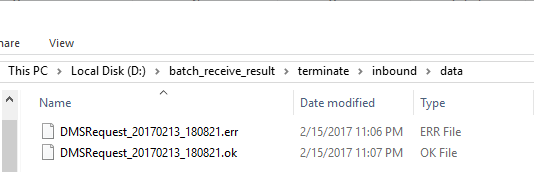 hare View
This PC > Local Disk (D:) > batch_receive_result > terminate > inbound > data
Name Date modified Type
DMSRequest_20170213_180821.err 2/15/2017 11:06 PM ERR File
DMSRequest_20170213_180821.ok 2/15/2017 11:07 PM OK File